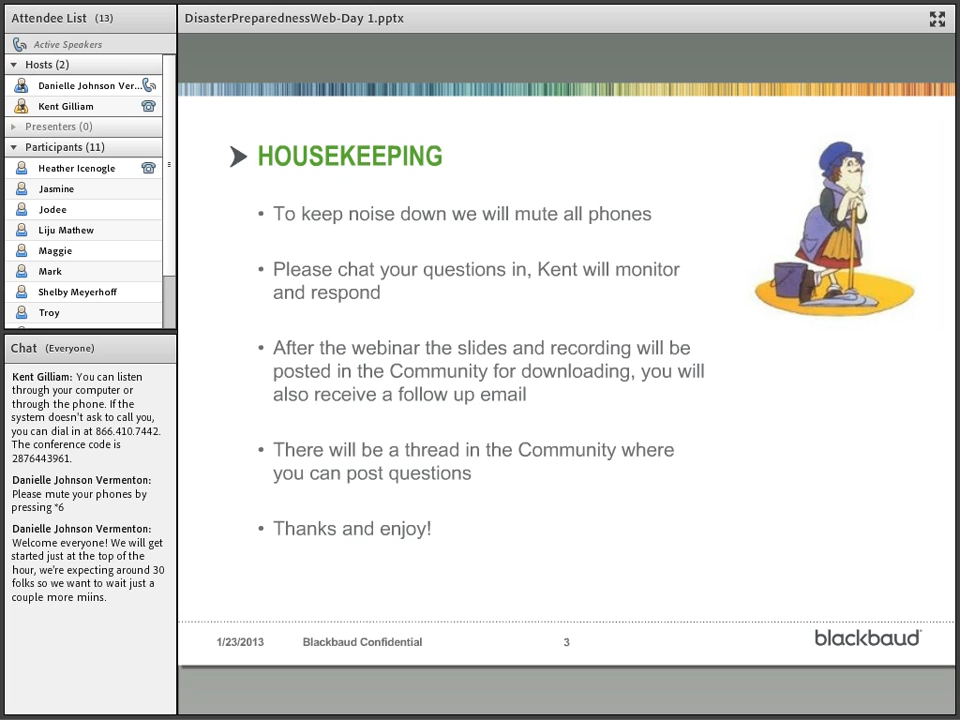 Attendee List (13)
Active Speakers
Hosts (2)
Danielle Johnson Ver...
Kent Gilliam
Presenters (0)
Participants (11)
Heather Icenogle
Jasmine
Jodee
Liju Mathew
Maggie
Mark
Shelby Meyerhoff
Troy
Chat (Everyone)
Kent Gilliam: You can listen
through your computer or
through the phone. If the
system doesn't ask to call you,
you can dial in at 866.410.7442.
The conference code is
2876443961.
Danielle Johnson Vermenton:
Please mute your phones by
pressing *6
Danielle Johnson Vermenton:
Welcome everyone! We will get
started just at the top of the
hour, we're expecting around 30
folks so we want to wait just a
couple more miins.
DisasterPreparednessWeb-Day 1.pptx
HOUSEKEEPING
• To keep noise down we will mute all phones
• Please chat your questions in, Kent will monitor
and respond
• After the webinar the slides and recording will be
posted in the Community for downloading, you will
also receive a follow up email
• There will be a thread in the Community where
you can post questions
• Thanks and enjoy!
1/23/2013 Blackbaud Confidential 3
blackbaud